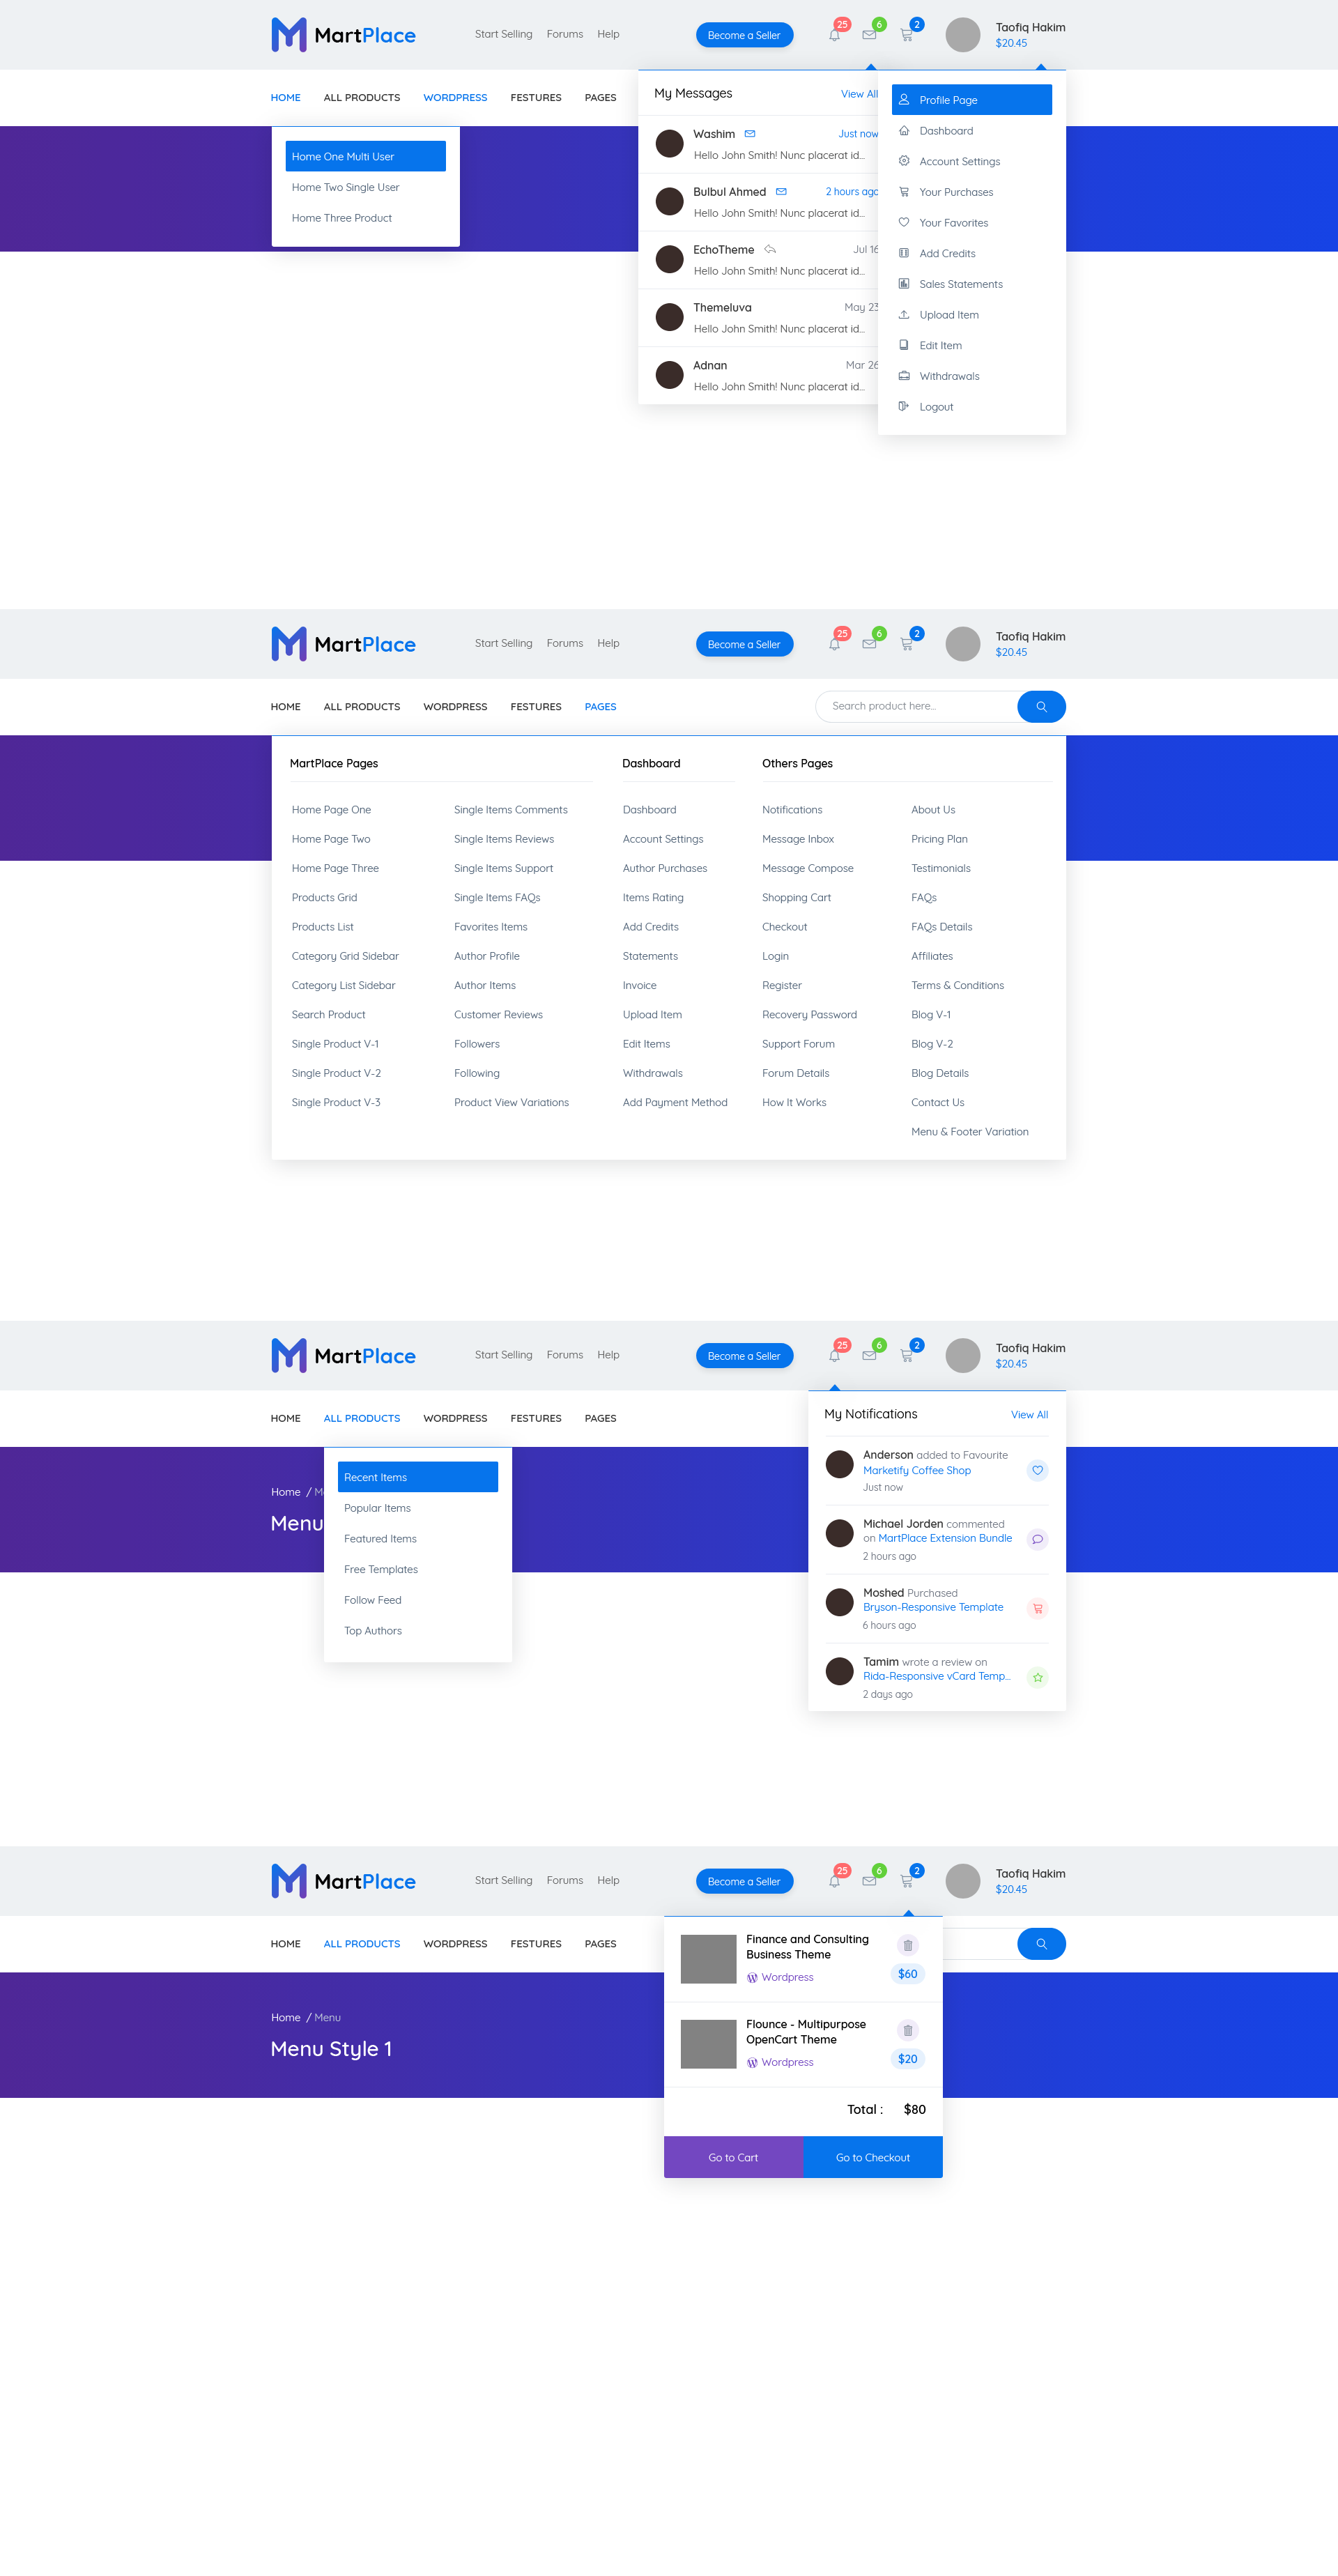 MartPlace
Start Selling Forums Help
Become a Seller
25 6 2
Taofiq Hakim
$20.45
HOME ALL PRODUCTS WORDPRESS FESTURES PAGES
Home One Multi User
Home Two Single User
Home Three Product
My Messages View All
Washim Just now
Hello John Smith! Nunc placerat id...
Bulbul Ahmed 2 hours ago
Hello John Smith! Nunc placerat id...
EchoTheme Jul 16
Hello John Smith! Nunc placerat id...
Themeluva May 23
Hello John Smith! Nunc placerat id...
Adnan Mar 26
Hello John Smith! Nunc placerat id...
Profile Page
Dashboard
Account Settings
Your Purchases
Your Favorites
Add Credits
Sales Statements
Upload Item
Edit Item
Withdrawals
Logout
MartPlace
Start Selling Forums Help
Become a Seller
25 6 2
Taofiq Hakim
$20.45
HOME ALL PRODUCTS WORDPRESS FESTURES PAGES
Search product here...
MartPlace Pages
Home Page One
Home Page Two
Home Page Three
Products Grid
Products List
Category Grid Sidebar
Category List Sidebar
Search Product
Single Product V-1
Single Product V-2
Single Product V-3
Single Items Comments
Single Items Reviews
Single Items Support
Single Items FAQs
Favorites Items
Author Profile
Author Items
Customer Reviews
Followers
Following
Product View Variations
Dashboard
Dashboard
Account Settings
Author Purchases
Items Rating
Add Credits
Statements
Invoice
Upload Item
Edit Items
Withdrawals
Add Payment Method
Others Pages
Notifications
Message Inbox
Message Compose
Shopping Cart
Checkout
Login
Register
Recovery Password
Support Forum
Forum Details
How It Works
About Us
Pricing Plan
Testimonials
FAQs
FAQs Details
Affiliates
Terms & Conditions
Blog V-1
Blog V-2
Blog Details
Contact Us
Menu & Footer Variation
MartPlace
Start Selling Forums Help
Become a Seller
25 6 2
Taofiq Hakim
$20.45
HOME ALL PRODUCTS WORDPRESS FESTURES PAGES
Home / M
Menu
Recent Items
Popular Items
Featured Items
Free Templates
Follow Feed
Top Authors
My Notifications View All
Anderson added to Favourite
Marketify Coffee Shop
Just now
Michael Jorden commented
on MartPlace Extension Bundle
2 hours ago
Moshed Purchased
Bryson-Responsive Template
6 hours ago
Tamim wrote a review on
Rida-Responsive vCard Temp...
2 days ago
MartPlace
Start Selling Forums Help
Become a Seller
25 6 2
Taofiq Hakim
$20.45
HOME ALL PRODUCTS WORDPRESS FESTURES PAGES
Home / Menu
Menu Style 1
Finance and Consulting
Business Theme
Wordpress
$60
Flounce - Multipurpose
OpenCart Theme
Wordpress
$20
Total : $80
Go to Cart Go to Checkout